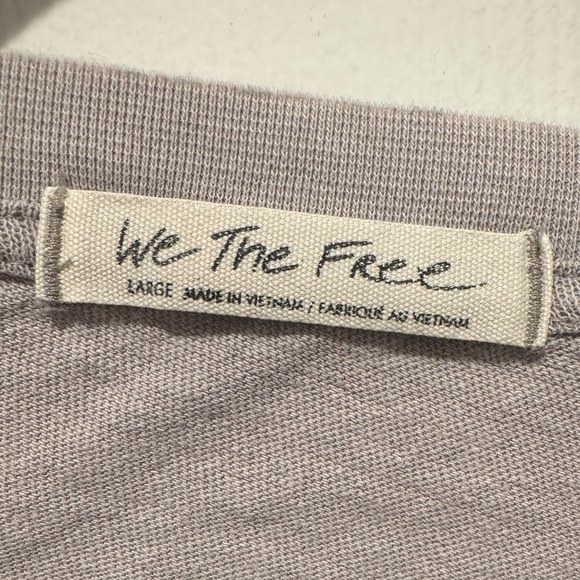 We The Free
LARGE MADE IN VIETNAM / FABRIQUÉ AU VIETNAM